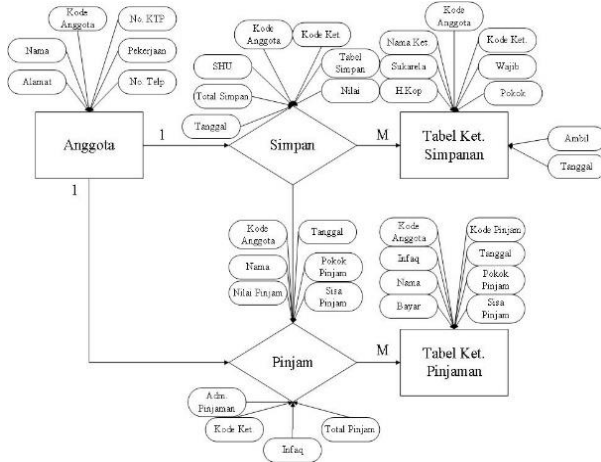 Kode
Anggota
No. KTP
Nama
Pekerjaan
Alamat
No. Telp
Anggota
1
1
Kode
Anggota
Kode Ket.
SHU
Tabel
Simpan
Total Simpan
Nilai
Tanggal
Simpan
M
Kode
Anggota
Nama Ket.
Kode Ket.
Sukarela
Wajib
H.Kop
Pokok
Tabel Ket.
Simpanan
Ambil
Tanggal
Kode
Anggota
Tanggal
Nama
Pokok
Pinjam
Nilai Pinjam
Sisa
Pinjam
Pinjam
M
Adm.
Pinjaman
Kode Ket.
Infaq
Total Pinjam
Kode
Anggota
Kode Pinjam
Infaq
Tanggal
Nama
Pokok
Pinjam
Bayar
Sisa
Pinjam
Tabel Ket.
Pinjaman